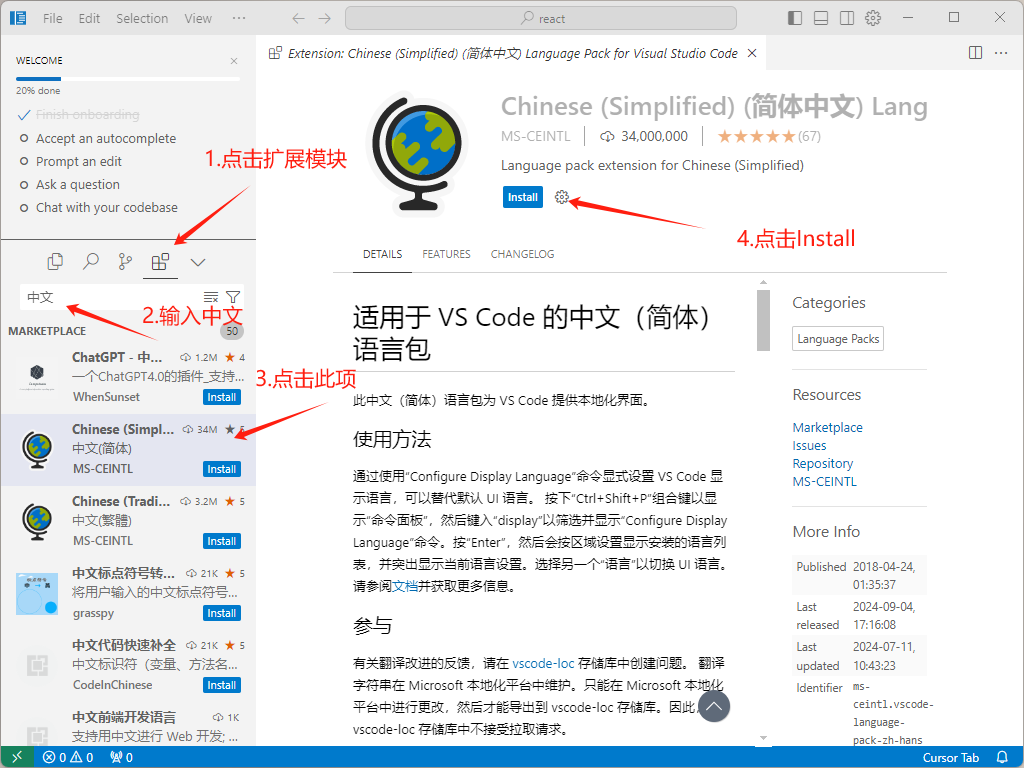 File Edit Selection View ···
react
WELCOME
20% done
Finish onboarding
Accept an autocomplete
Prompt an edit
Ask a question
Chat with your codebase
1.点击扩展模块
中文
2.输入中文
MARKETPLACE
50
ChatGPT - 中... 1.2M ★ 4
一个ChatGPT4.0的插件_支持...
WhenSunset
Install
3.点击此项
Chinese (Simpl... 34M ★ 5
中文(简体)
MS-CEINTL
Install
Chinese (Tradi... 3.2M ★ 5
中文(繁體)
MS-CEINTL
Install
中文标点符号转... 21K ★ 5
将用户输入的中文标点符号...
grasspy
Install
中文代码快速补全 21K ★ 5
中文标识符（变量、方法名...
CodeInChinese
Install
中文前端开发语言 1K
支持用中文进行 Web 开发; ...
Extension: Chinese (Simplified) (简体中文) Language Pack for Visual Studio Code
Chinese (Simplified) (简体中文) Lang
MS-CEINTL 34,000,000 ★★★★★(67)
Language pack extension for Chinese (Simplified)
Install
4.点击Install
DETAILS FEATURES CHANGELOG
适用于 VS Code 的中文（简体）
语言包
此中文（简体）语言包为 VS Code 提供本地化界面。
使用方法
通过使用“Configure Display Language”命令显式设置 VS Code 显
示语言，可以替代默认 UI 语言。 按下“Ctrl+Shift+P”组合键以显
示“命令面板”，然后键入“display”以筛选并显示“Configure Display
Language”命令。按“Enter”，然后会按区域设置显示安装的语言列
表，并突出显示当前语言设置。选择另一个“语言”以切换 UI 语言。
请参阅文档并获取更多信息。
参与
有关翻译改进的反馈，请在 vscode-loc 存储库中创建问题。 翻译
字符串在 Microsoft 本地化平台中维护。只能在 Microsoft 本地化
平台中进行更改，然后才能导出到 vscode-loc 存储库。因此，
vscode-loc 存储库中不接受拉取请求。
Categories
Language Packs
Resources
Marketplace
Issues
Repository
MS-CEINTL
More Info
Published 2018-04-24,
01:35:37
Last 2024-09-04,
released 17:16:08
Last 2024-07-11,
updated 10:43:23
Identifier ms-
ceintl.vscode-
language-
pack-zh-hans
0 0 0
Cursor Tab